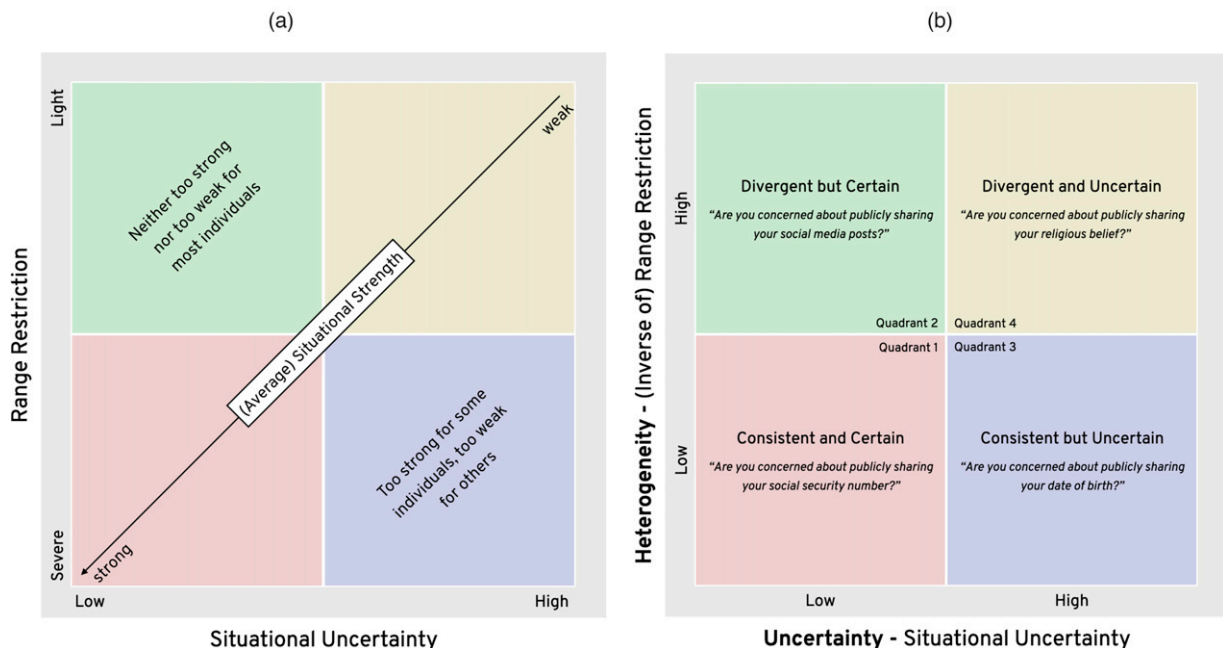 (a)
Light
Range Restriction
Severe
Neither too strong
nor too weak for
most individuals
weak
(Average) Situational Strength
strong
Too strong for some
individuals, too weak
for others
Low
High
Situational Uncertainty
(b)
Heterogeneity - (Inverse of) Range Restriction
High
Low
Divergent but Certain
“Are you concerned about publicly sharing
your social media posts?”
Quadrant 2
Divergent and Uncertain
“Are you concerned about publicly sharing
your religious belief?”
Quadrant 4
Quadrant 1
Consistent and Certain
“Are you concerned about publicly sharing
your social security number?”
Quadrant 3
Consistent but Uncertain
“Are you concerned about publicly sharing
your date of birth?”
Low
High
Uncertainty - Situational Uncertainty